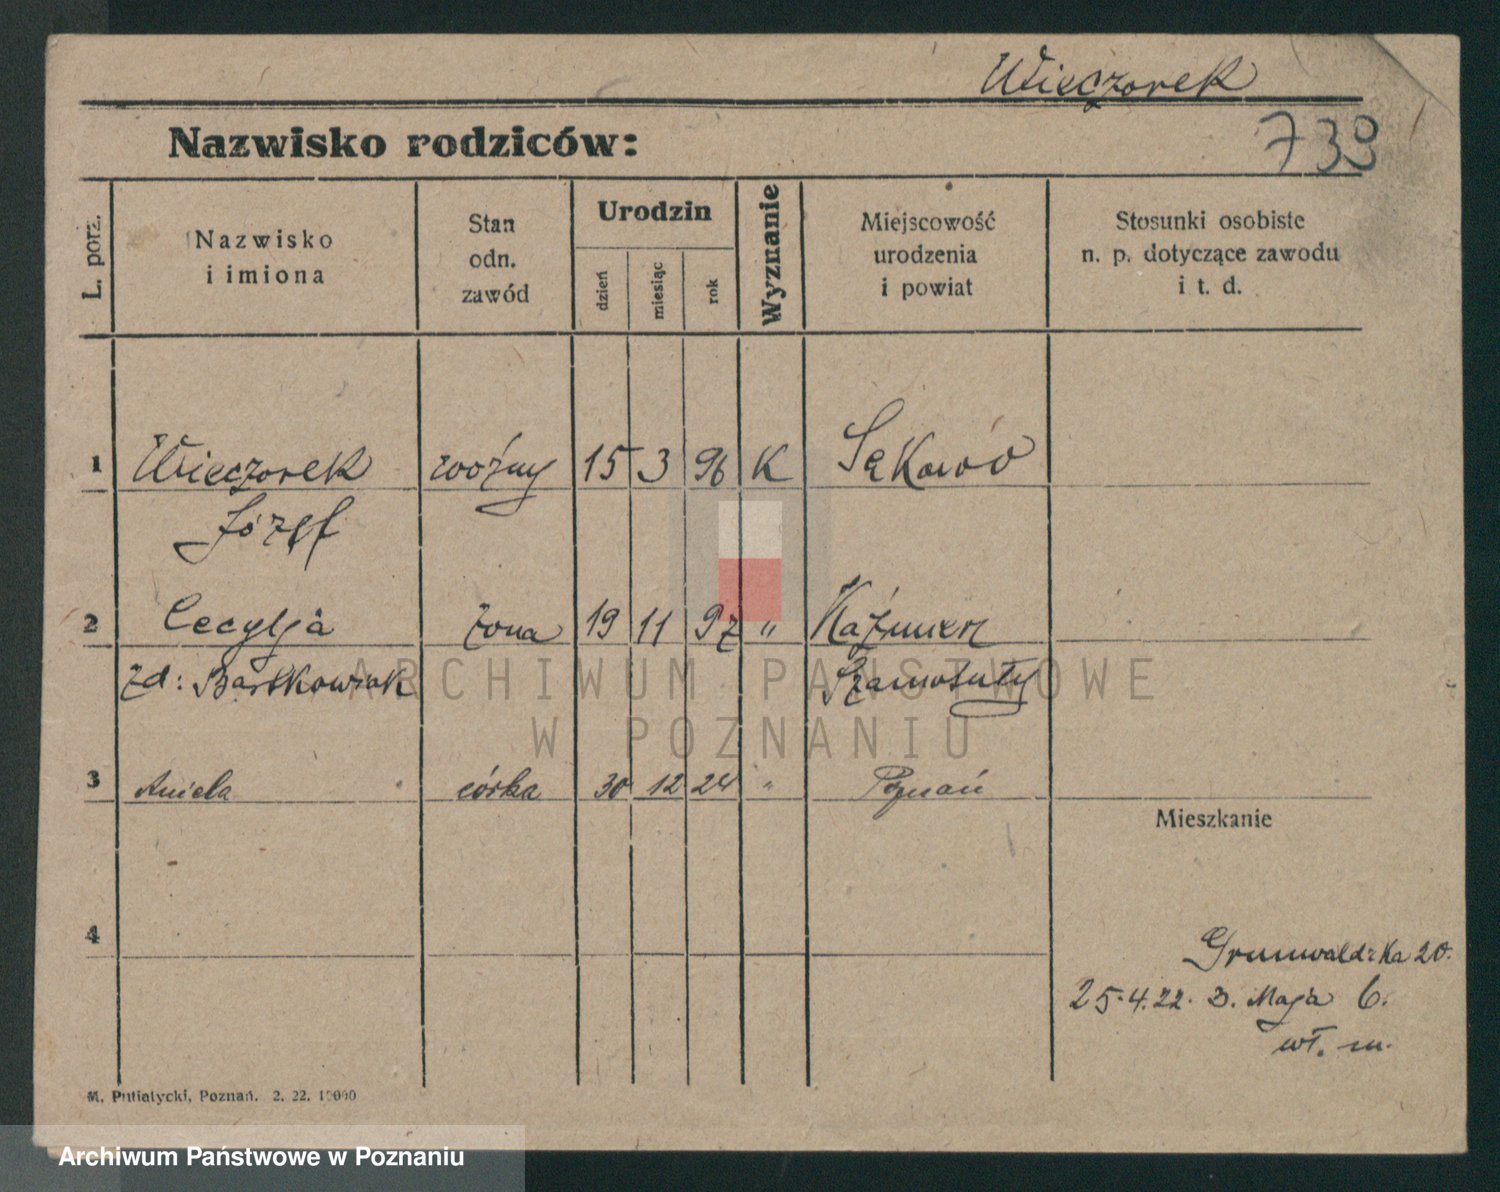 Wieczorek
Nazwisko rodziców:
739
L. porz.
Nazwisko
i imiona
Stan
odn.
zawód
Urodzin
dzień
miesiąc
rok
Wyznanie
Miejscowość
urodzenia
i powiat
Stosunki osobiste
n. p. dotyczące zawodu
i t. d.
1 Wieczorek woźny 15 3 96 K Sękowo
Józef
2 Cecylja żona 19 11 97 " Kaźmierz
zd: Bartkowiak Szamotuły
3 Aniela córka 30 12 24 " Poznań
Mieszkanie
4
Grunwaldzka 20.
25.4.22. 3. Maja 6.
wł. m.
M. Putiatycki, Poznań. 2. 22. 10000
ARCHIWUM PAŃSTWOWE
W POZNANIU
Archiwum Państwowe w Poznaniu